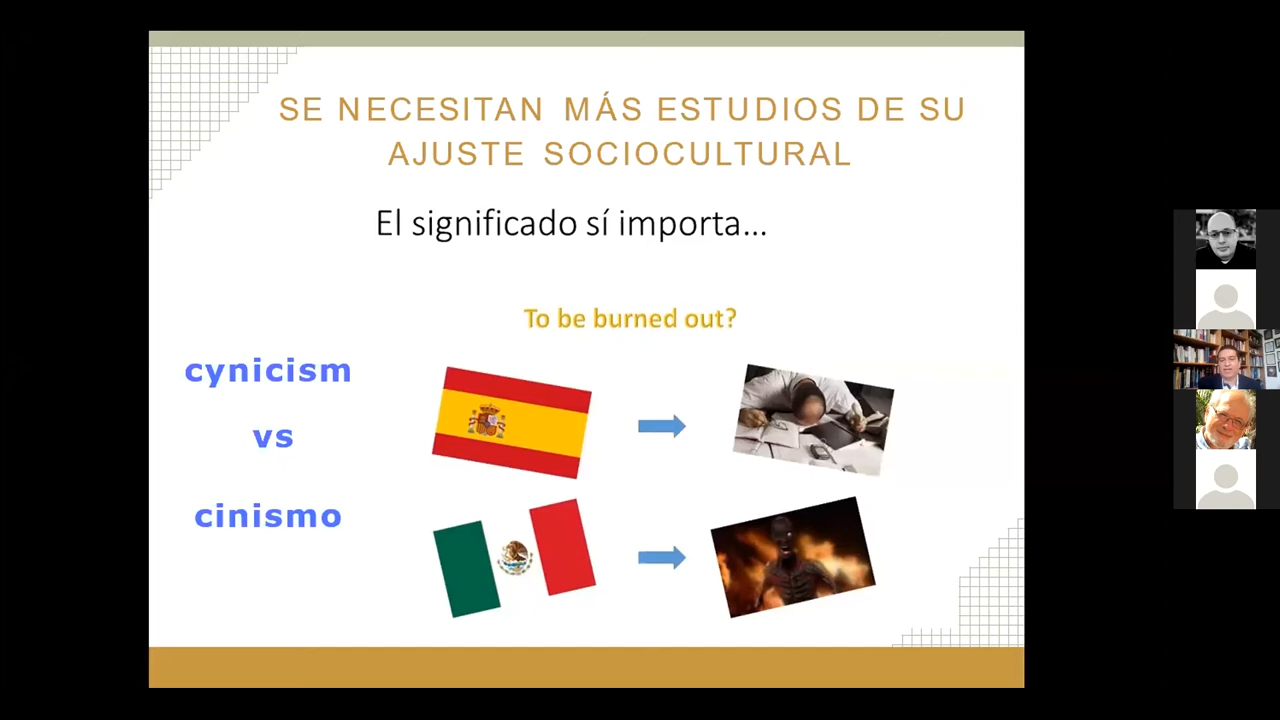 SE NECESITAN MÁS ESTUDIOS DE SU
AJUSTE SOCIOCULTURAL
El significado sí importa...
To be burned out?
cynicism
vs
cinismo